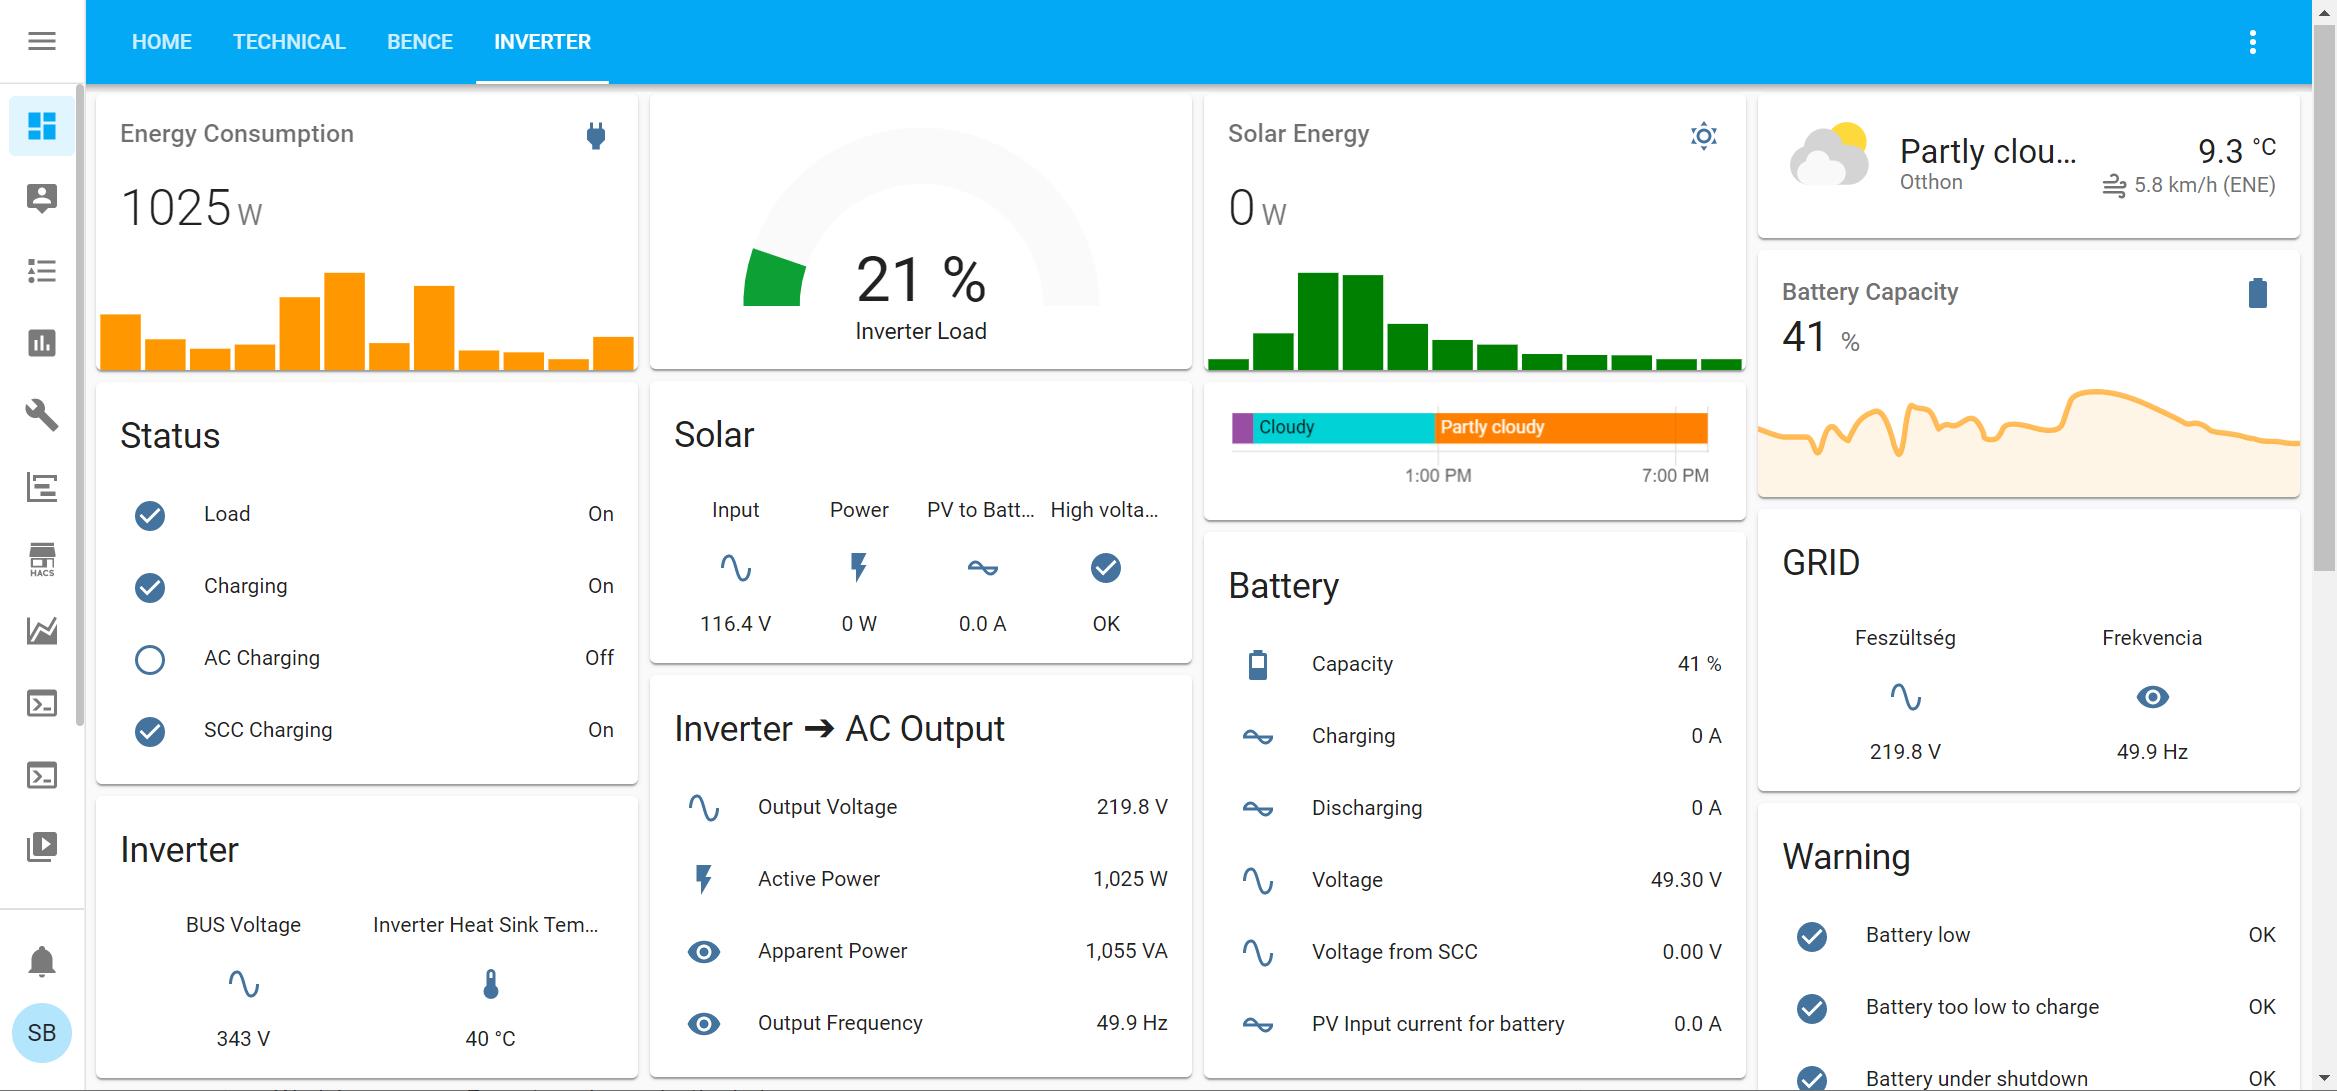 HOME TECHNICAL BENCE INVERTER
Energy Consumption
1025 W
21 %
Inverter Load
Solar Energy
0 W
Partly clou...
Otthon
9.3 °C
5.8 km/h (ENE)
Battery Capacity
41 %
Status
Load On
Charging On
AC Charging Off
SCC Charging On
Solar
Input Power PV to Batt... High volta...
116.4 V 0 W 0.0 A OK
Cloudy Partly cloudy
1:00 PM 7:00 PM
GRID
Feszültség Frekvencia
219.8 V 49.9 Hz
Battery
Capacity 41 %
Charging 0 A
Discharging 0 A
Voltage 49.30 V
Voltage from SCC 0.00 V
PV Input current for battery 0.0 A
Inverter ➔ AC Output
Output Voltage 219.8 V
Active Power 1,025 W
Apparent Power 1,055 VA
Output Frequency 49.9 Hz
Inverter
BUS Voltage Inverter Heat Sink Tem...
343 V 40 °C
Warning
Battery low OK
Battery too low to charge OK
Battery under shutdown OK
HACS
SB